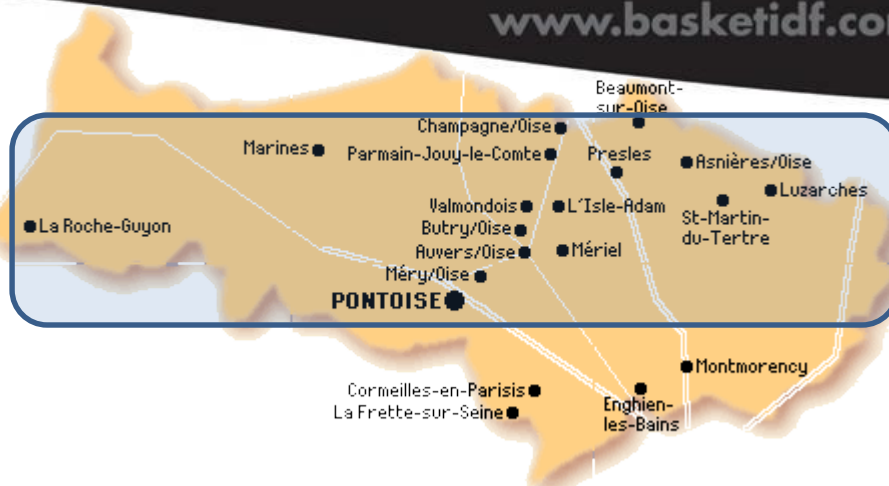 www.basketidf.co
Beaumont-
sur-Oise
Champagne/Oise
Marines
Parmain-Jouy-le-Comte
Presles
Asnières/Oise
Luzarches
Valmondois
L'Isle-Adam
St-Martin-
du-Tertre
La Roche-Guyon
Butry/Oise
Auvers/Oise
Mériel
Méry/Oise
PONTOISE
Montmorency
Cormeilles-en-Parisis
La Frette-sur-Seine
Enghien-
les-Bains